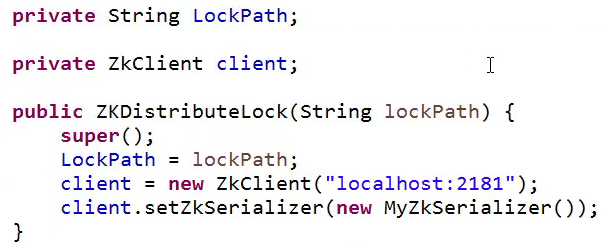 private String LockPath;
private ZkClient client;
public ZKDistributeLock(String lockPath) {
super();
LockPath = lockPath;
client = new ZkClient("localhost:2181");
client.setZkSerializer(new MyZkSerializer());
}